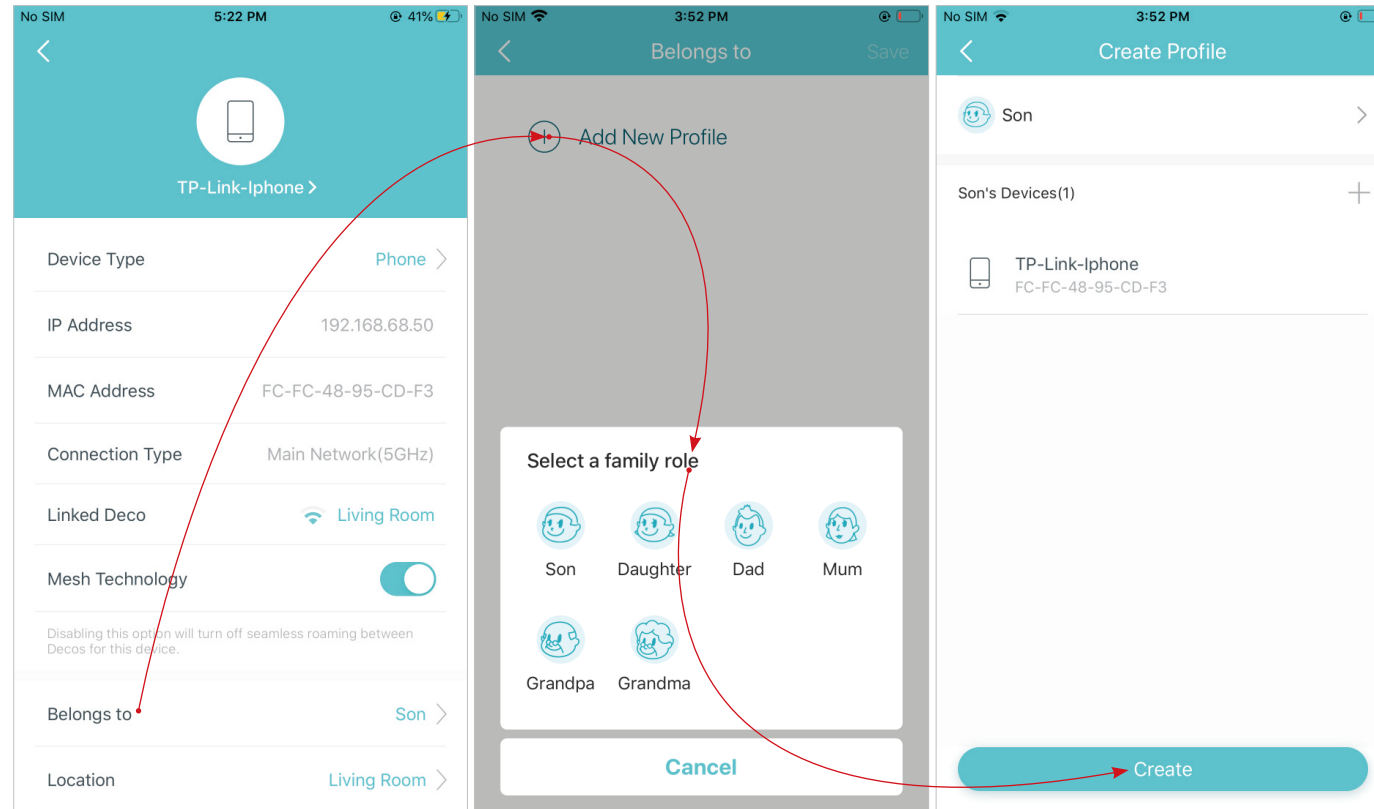 No SIM 5:22 PM 41%
TP-Link-Iphone >
Device Type Phone
IP Address 192.168.68.50
MAC Address FC-FC-48-95-CD-F3
Connection Type Main Network(5GHz)
Linked Deco Living Room
Mesh Technology
Disabling this option will turn off seamless roaming between
Decos for this device.
Belongs to Son
Location Living Room
No SIM 3:52 PM
Belongs to Save
Add New Profile
Select a family role
Son Daughter Dad Mum
Grandpa Grandma
Cancel
No SIM 3:52 PM
Create Profile
Son
Son's Devices(1)
TP-Link-Iphone
FC-FC-48-95-CD-F3
Create